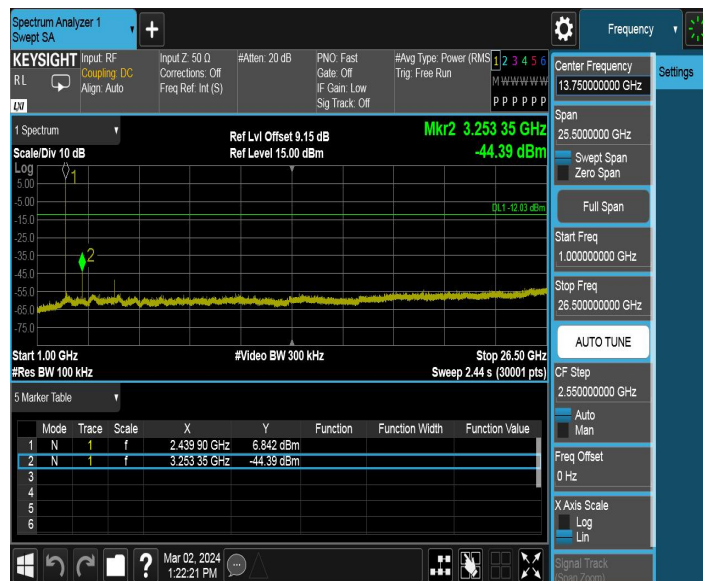 Spectrum Analyzer 1
Swept SA
+
Frequency
KEYSIGHT
RL
LXI
Input: RF
Coupling: DC
Align: Auto
Input Z: 50 Ω
Corrections: Off
Freq Ref: Int (S)
#Atten: 20 dB
PNO: Fast
Gate: Off
IF Gain: Low
Sig Track: Off
#Avg Type: Power (RMS
Trig: Free Run
1 2 3 4 5 6
M W W W W W
P P P P P P
1 Spectrum
Scale/Div 10 dB
Ref Lvl Offset 9.15 dB
Ref Level 15.00 dBm
Mkr2 3.253 35 GHz
-44.39 dBm
Log
5.00
-5.00
-15.0
-25.0
-35.0
-45.0
-55.0
-65.0
-75.0
1
2
DL1 -12.03 dBm
Start 1.00 GHz
#Res BW 100 kHz
#Video BW 300 kHz
Stop 26.50 GHz
Sweep 2.44 s (30001 pts)
5 Marker Table
Mode Trace Scale X Y Function Function Width Function Value
1 N 1 f 2.439 90 GHz 6.842 dBm
2 N 1 f 3.253 35 GHz -44.39 dBm
3
4
5
6
Mar 02, 2024
1:22:21 PM
?
Center Frequency
13.750000000 GHz
Span
25.5000000 GHz
Swept Span
Zero Span
Full Span
Start Freq
1.000000000 GHz
Stop Freq
26.500000000 GHz
AUTO TUNE
CF Step
2.550000000 GHz
Auto
Man
Freq Offset
0 Hz
X Axis Scale
Log
Lin
Signal Track
(Span Zoom)
Settings